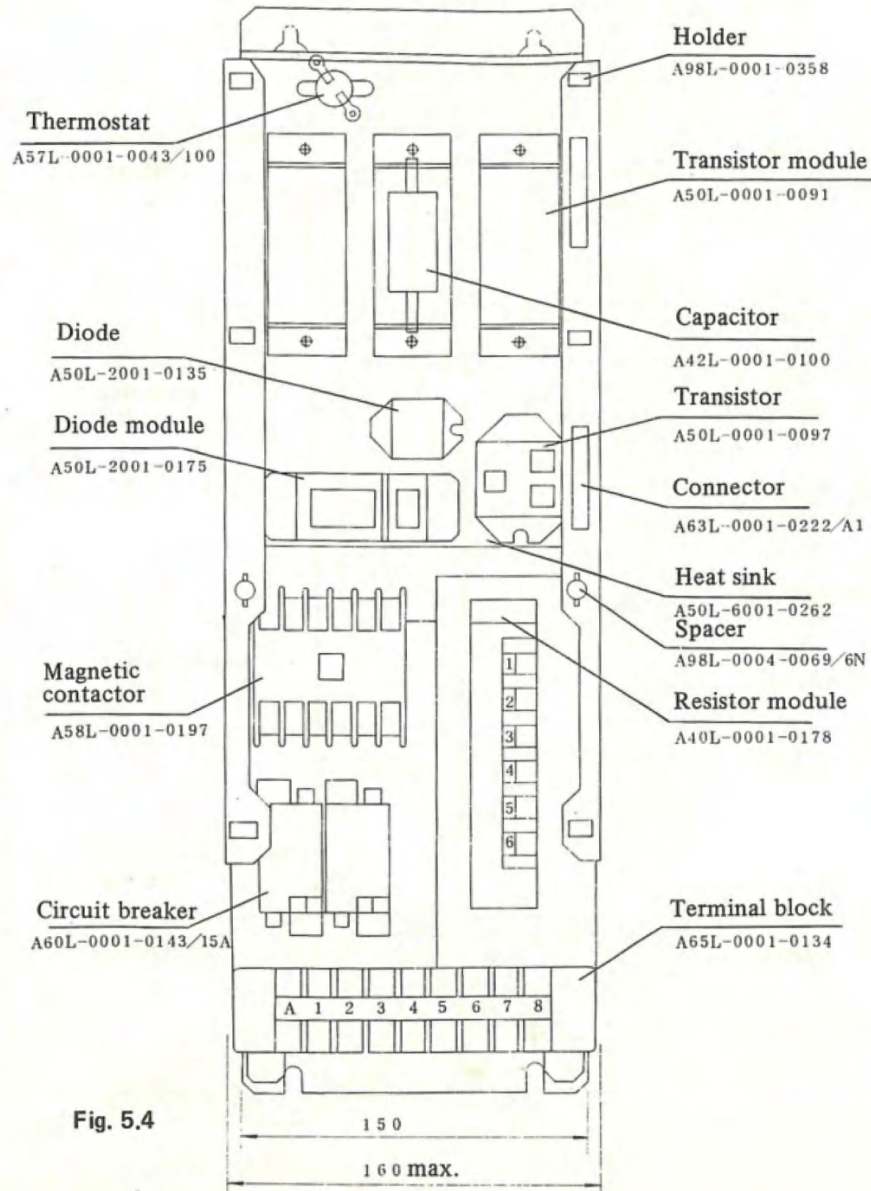 Holder
A98L-0001-0358
Thermostat
A57L-0001-0043/100
Transistor module
A50L-0001-0091
Capacitor
A42L-0001-0100
Diode
A50L-2001-0135
Transistor
A50L-0001-0097
Diode module
A50L-2001-0175
Connector
A63L-0001-0222/A1
Heat sink
A50L-6001-0262
Spacer
A98L-0004-0069/6N
Magnetic
contactor
A58L-0001-0197
Resistor module
A40L-0001-0178
1
2
3
4
5
6
Circuit breaker
A60L-0001-0143/15A
Terminal block
A65L-0001-0134
A 1 2 3 4 5 6 7 8
Fig. 5.4
150
160 max.